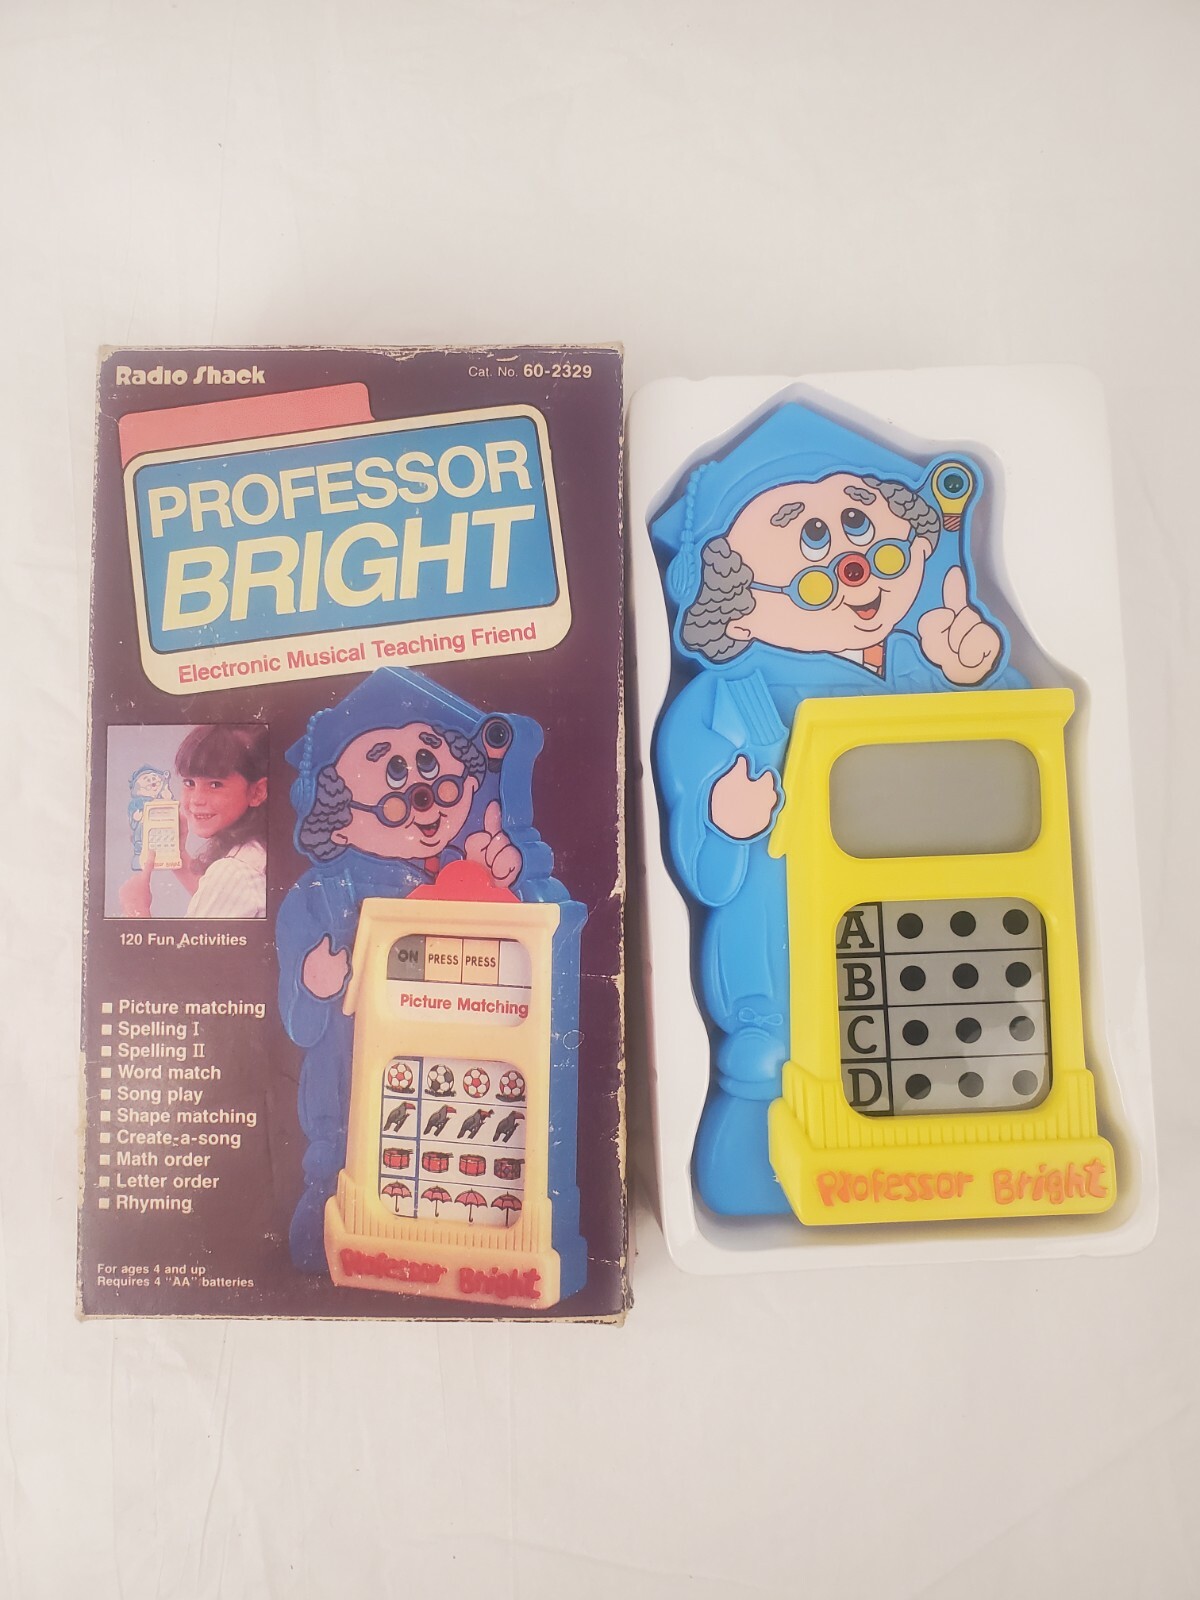 Radio Shack
Cat. No. 60-2329
PROFESSOR
BRIGHT
Electronic Musical Teaching Friend
120 Fun Activities
■ Picture matching
■ Spelling I
■ Spelling II
■ Word match
■ Song play
■ Shape matching
■ Create-a-song
■ Math order
■ Letter order
■ Rhyming
For ages 4 and up
Requires 4 "AA" batteries
ON PRESS PRESS
Picture Matching
Professor Bright
A
B
C
D
Professor Bright